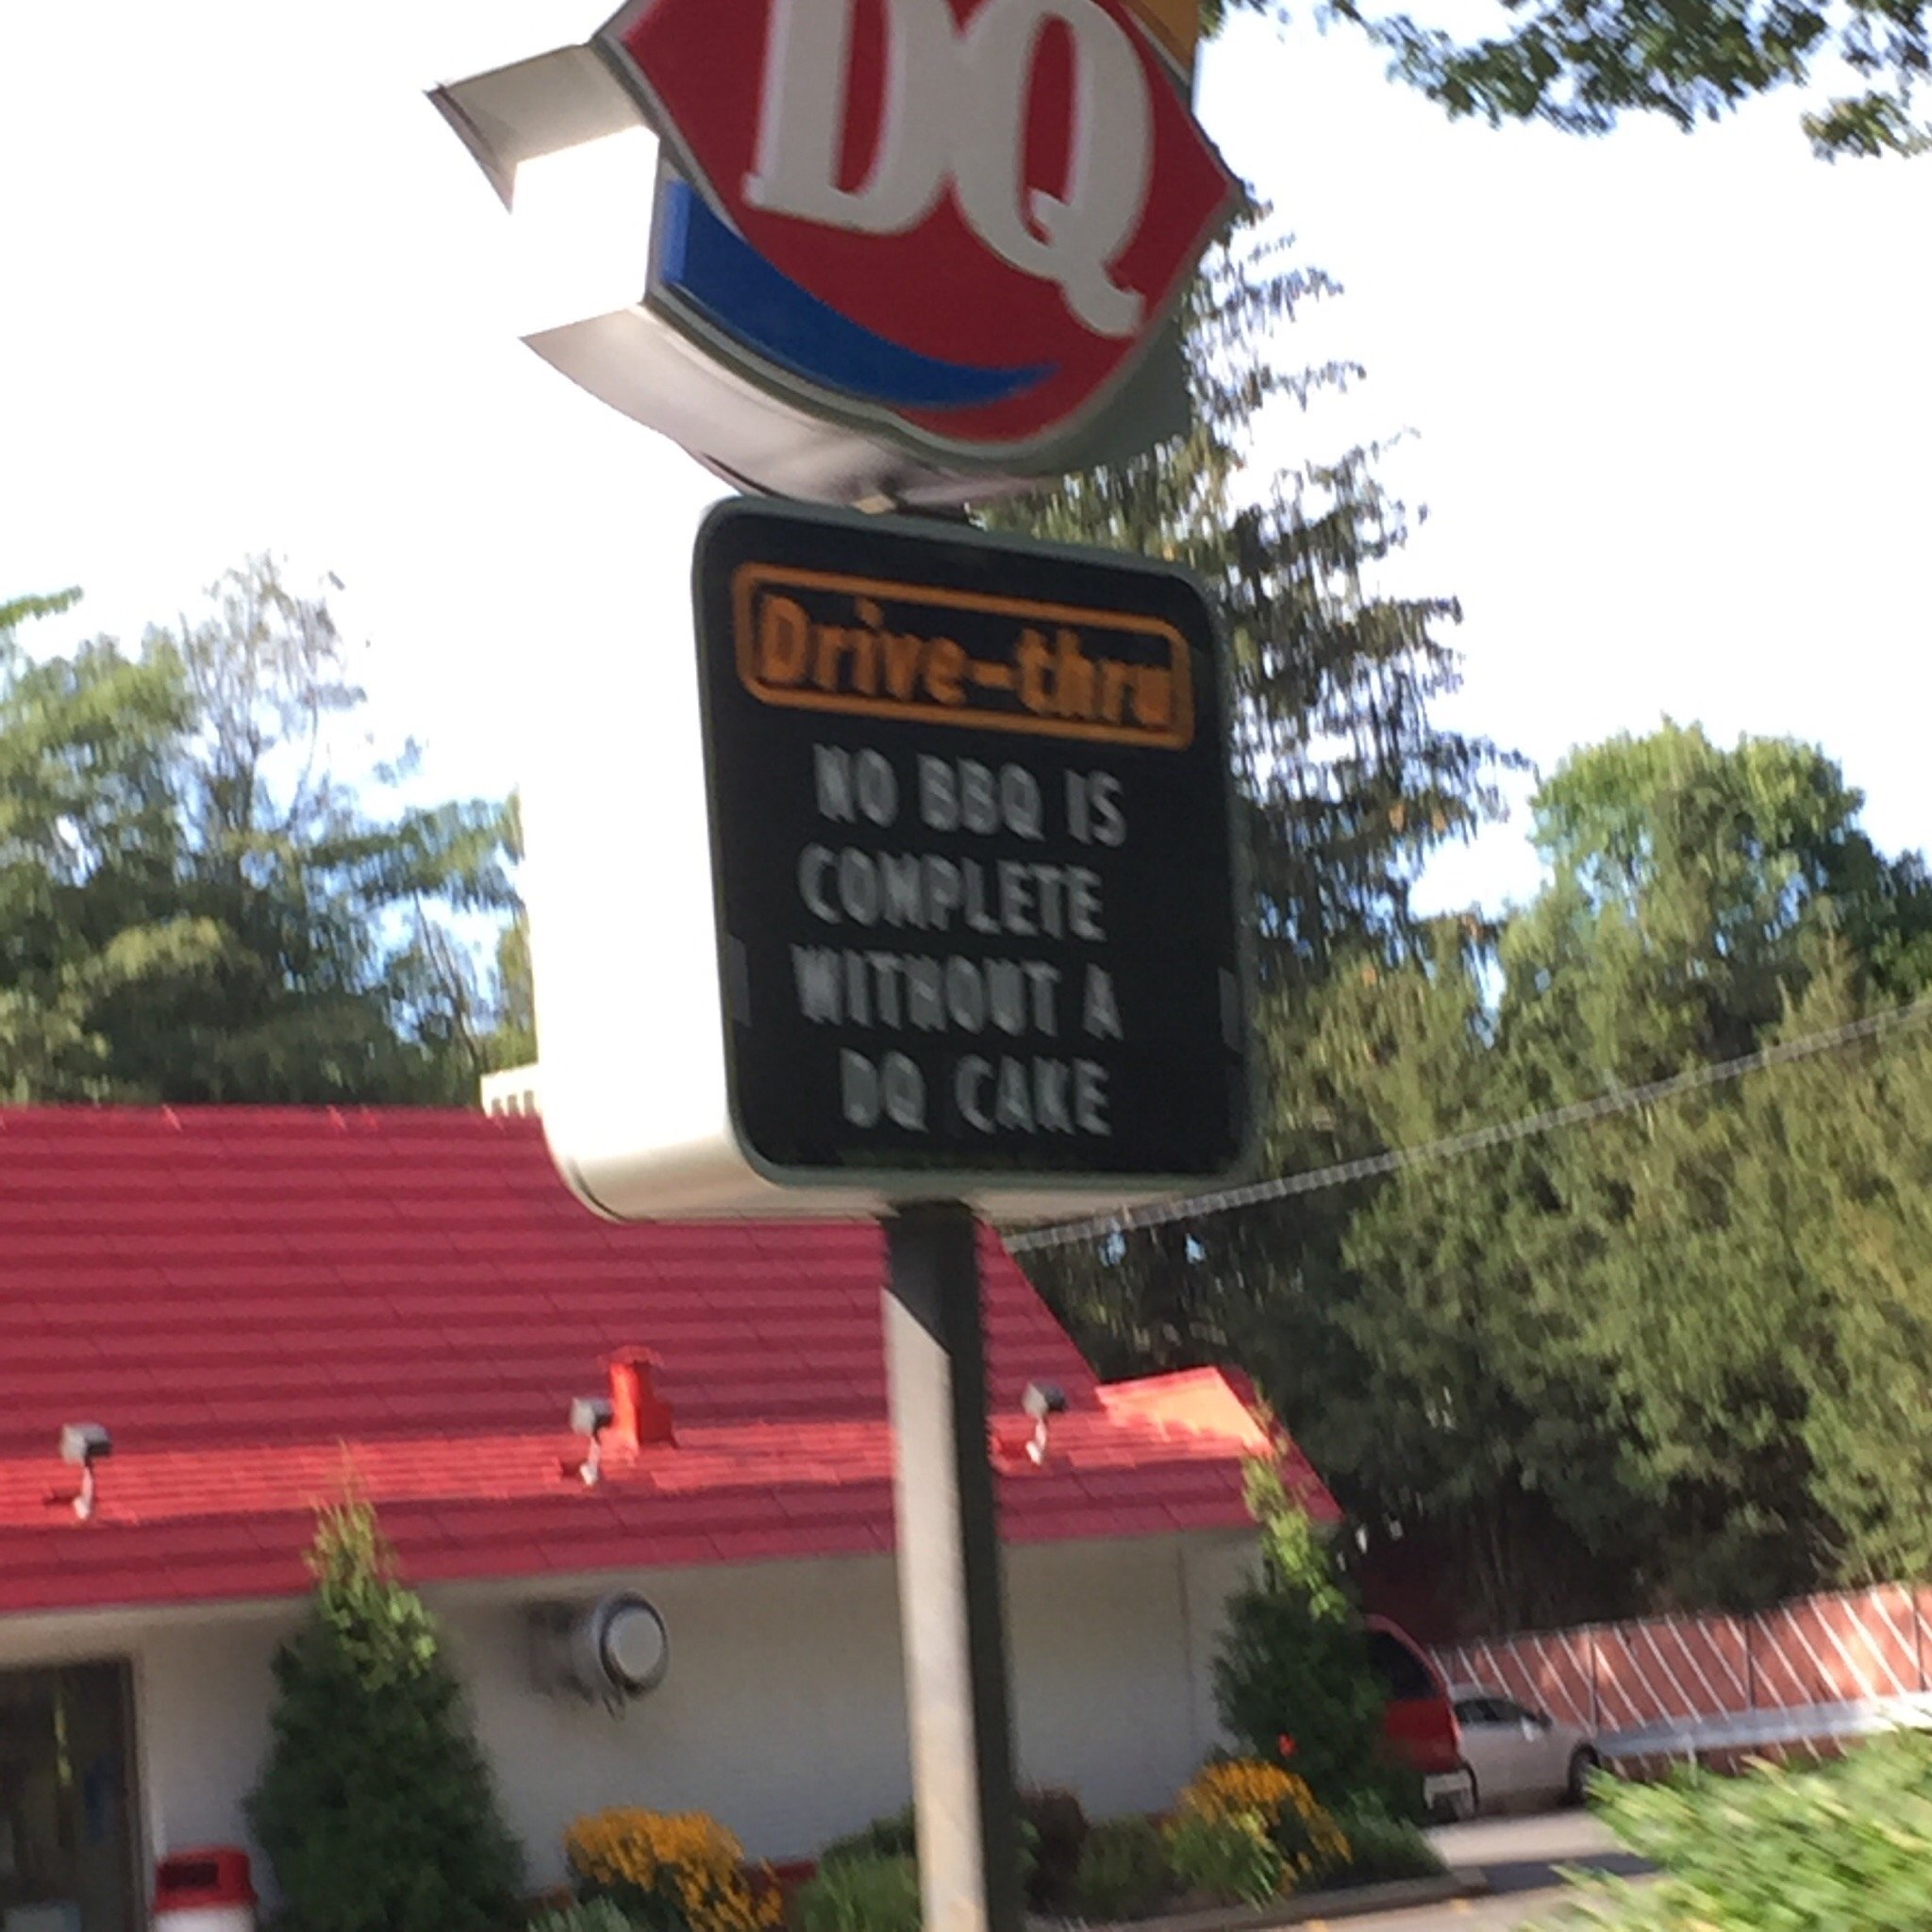 DQ
Drive-thru
NO BBQ IS
COMPLETE
WITHOUT A
DQ CAKE